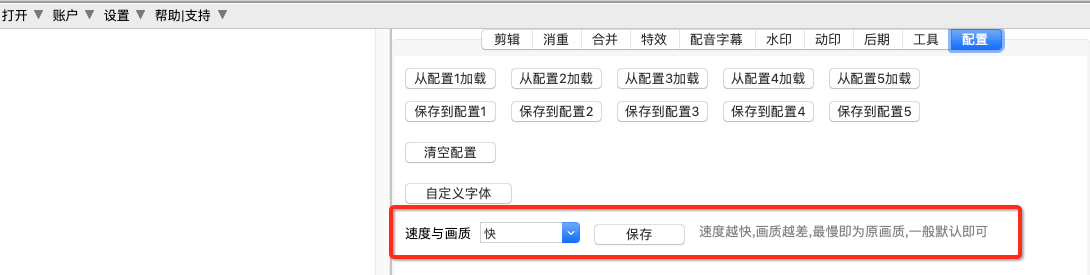 打开 ▼ 账户 ▼ 设置 ▼ 帮助|支持 ▼
剪辑 消重 合并 特效 配音字幕 水印 动印 后期 工具 配置
从配置1加载 从配置2加载 从配置3加载 从配置4加载 从配置5加载
保存到配置1 保存到配置2 保存到配置3 保存到配置4 保存到配置5
清空配置
自定义字体
速度与画质 快 保存 速度越快,画质越差,最慢即为原画质,一般默认即可